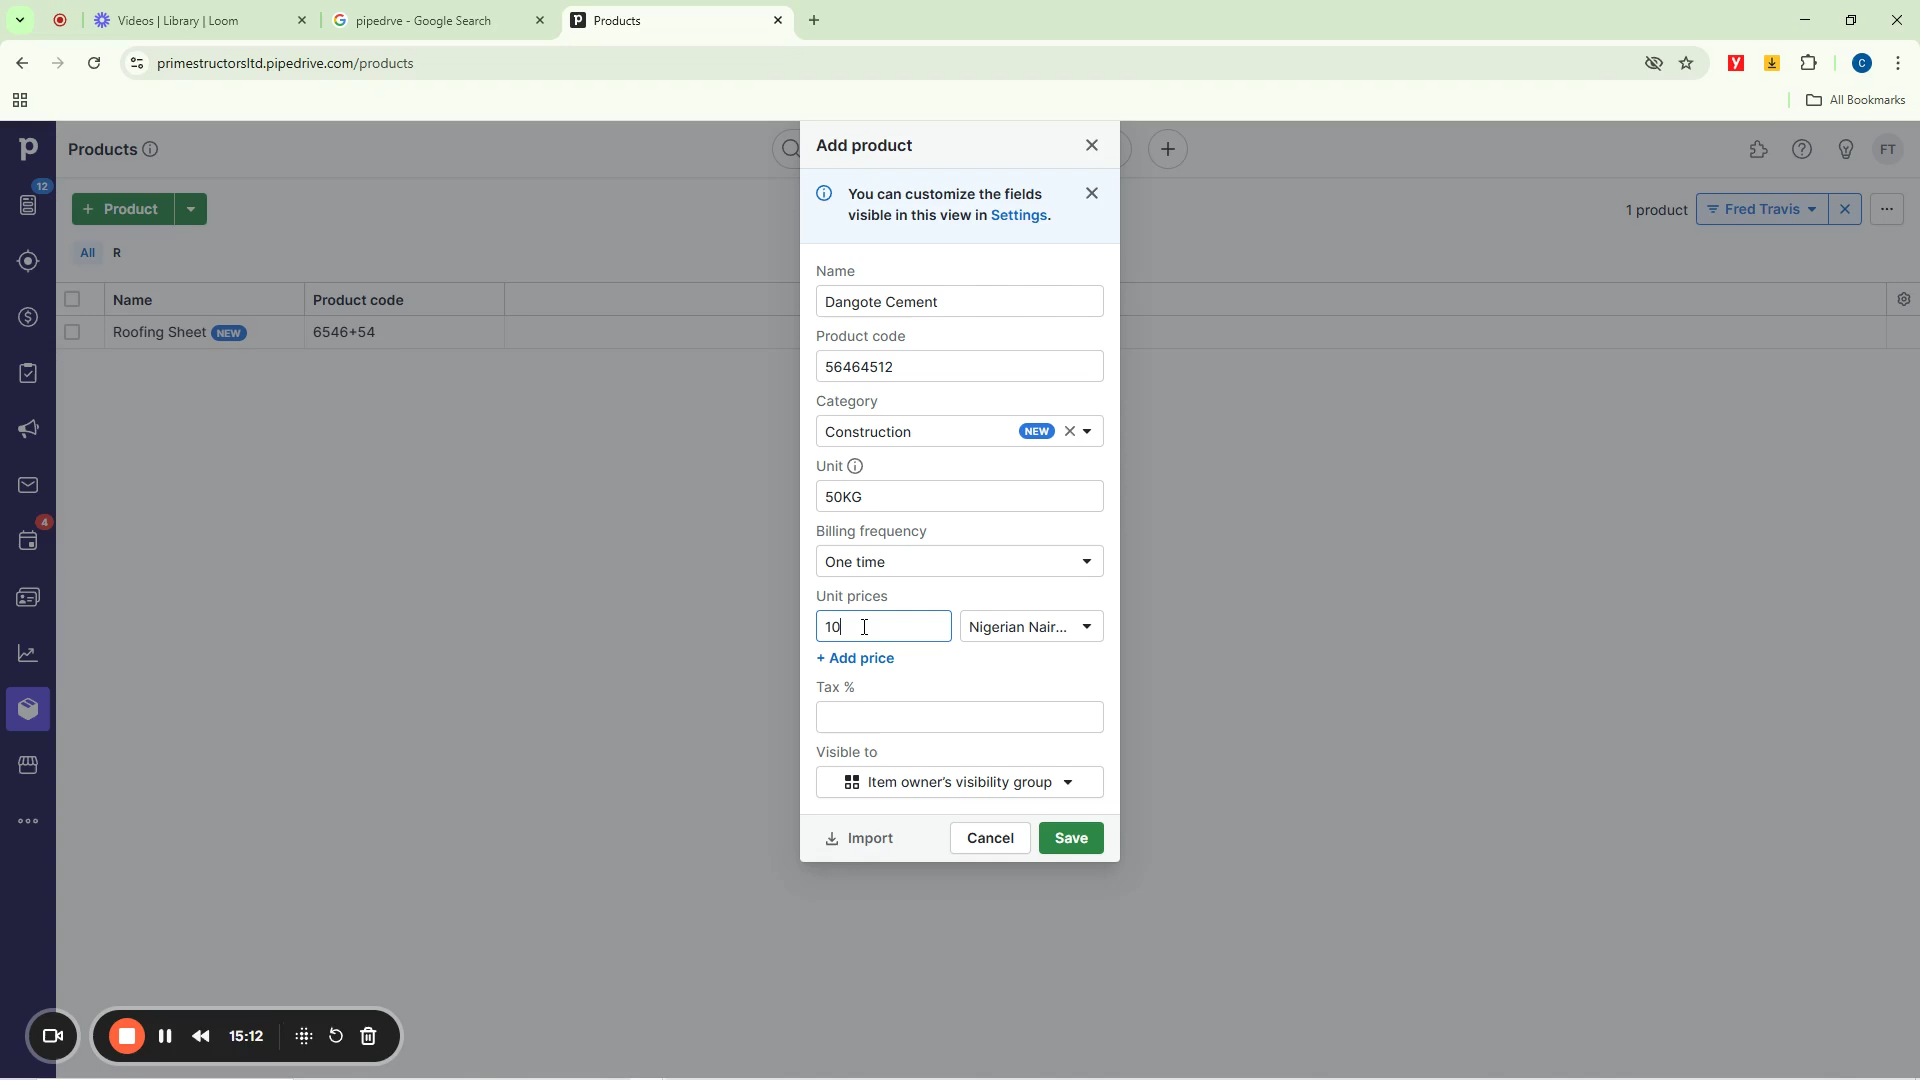 Videos | Library | Loom
pipedrve - Google Search
Products
primestructorsltd.pipedrive.com/products
y
C
All Bookmarks
p
Products
FT
12
+ Product
1 product
Fred Travis
All
R
Name
Product code
Roofing Sheet NEW
6546+54
4
Add product
You can customize the fields
visible in this view in Settings.
Name
Dangote Cement
Product code
56464512
Category
Construction NEW
Unit
50KG
Billing frequency
One time
Unit prices
10
Nigerian Nair...
+ Add price
Tax %
Visible to
Item owner's visibility group
Import
Cancel
Save
15:12